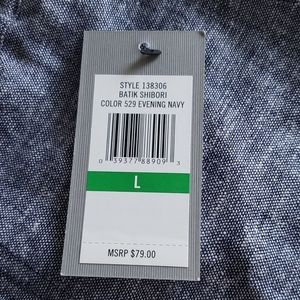 STYLE 138306
BATIK SHIBORI
COLOR 529 EVENING NAVY
0 39377 88909 3
L
MSRP $79.00